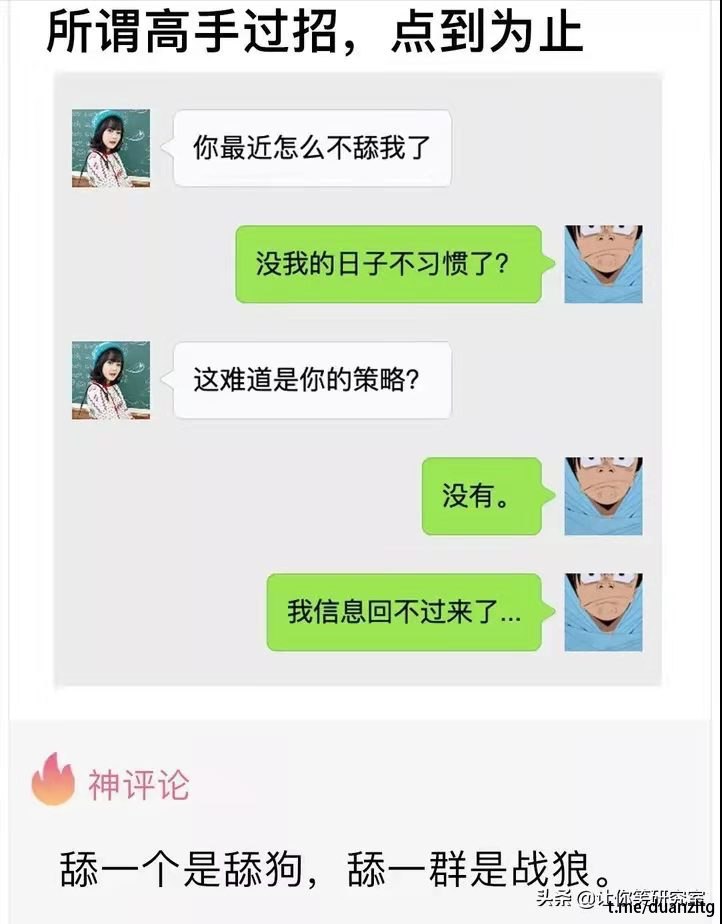 所谓高手过招，点到为止
你最近怎么不舔我了
没我的日子不习惯了？
这难道是你的策略？
没有。
我信息回不过来了...
神评论
舔一个是舔狗，舔一群是战狼。
头条 @让你笑研究室
t.me/duanzitg